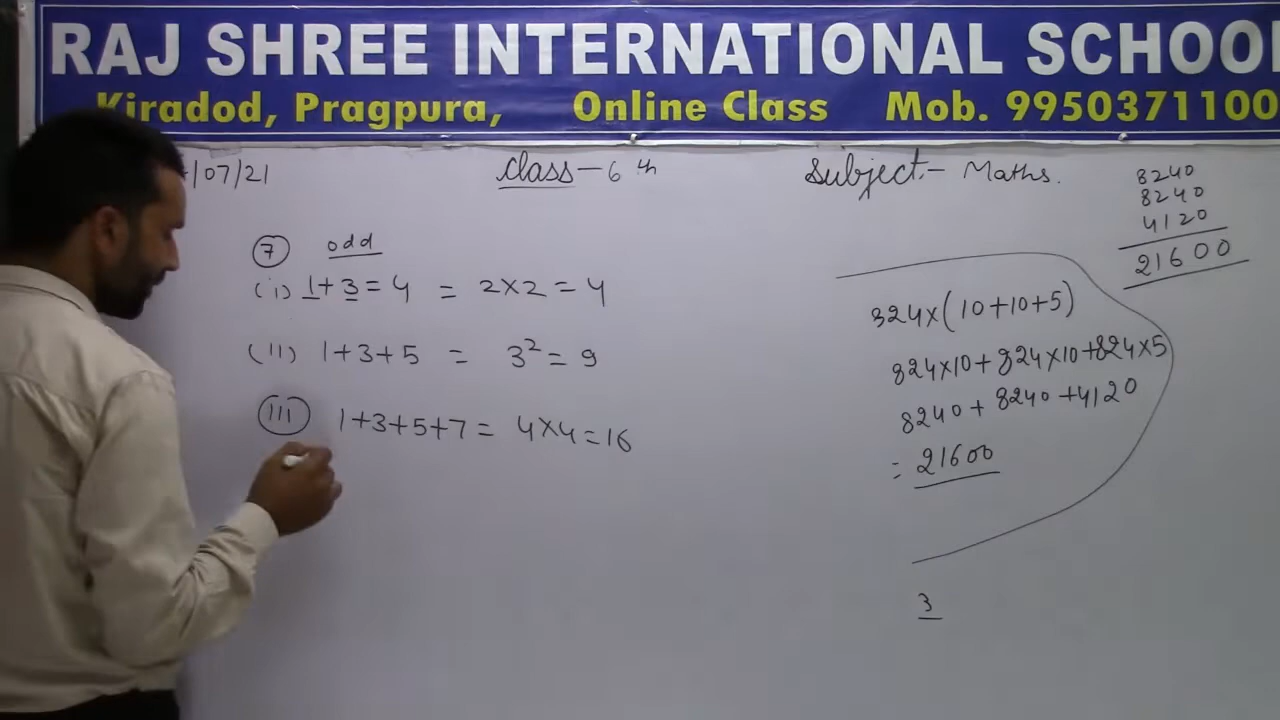 RAJ SHREE INTERNATIONAL SCHOOL
Kiradod, Pragpura, Online Class Mob. 9950371100
/07/21 Class - 6th Subject - Maths.
7 odd
(i) 1+3=4 = 2×2=4
(ii) 1+3+5 = 3²=9
(iii) 1+3+5+7= 4×4=16
8240
8240
4120
21600
324×(10+10+5)
824×10+824×10+824×5
8240+8240+4120
= 21600
3